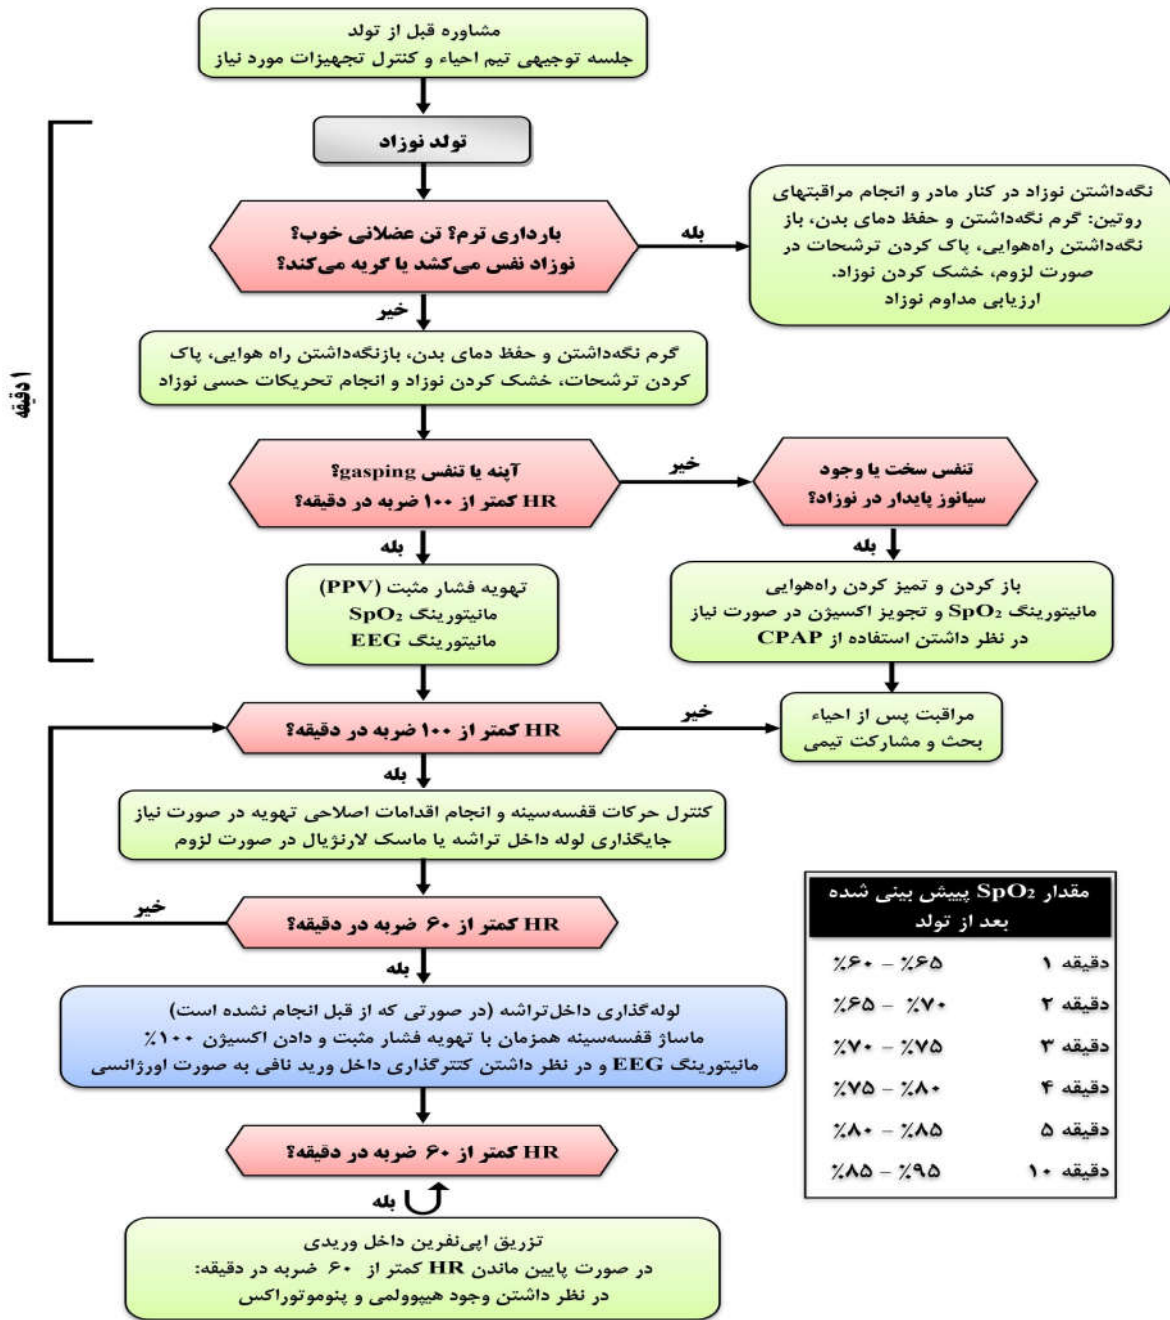 مشاوره قبل از تولد
جلسه توجیهی تیم احیاء و کنترل تجهیزات مورد نیاز
تولد نوزاد
بارداری ترم؟ تن عضلانی خوب؟
نوزاد نفس می‌کشد یا گریه می‌کند؟
بله
نگه‌داشتن نوزاد در کنار مادر و انجام مراقبتهای
روتین: گرم نگه‌داشتن و حفظ دمای بدن، باز
نگه‌داشتن راه‌هوایی، پاک کردن ترشحات در
صورت لزوم، خشک کردن نوزاد.
ارزیابی مداوم نوزاد
خیر
گرم نگه‌داشتن و حفظ دمای بدن، بازنگه‌داشتن راه هوایی، پاک
کردن ترشحات، خشک کردن نوزاد و انجام تحریکات حسی نوزاد
۱ دقیقه
آپنه یا تنفس gasping؟
HR کمتر از ۱۰۰ ضربه در دقیقه؟
خیر
تنفس سخت یا وجود
سیانوز پایدار در نوزاد؟
بله
بله
تهویه فشار مثبت (PPV)
مانیتورینگ SpO₂
مانیتورینگ EEG
باز کردن و تمیز کردن راه‌هوایی
مانیتورینگ SpO₂ و تجویز اکسیژن در صورت نیاز
در نظر داشتن استفاده از CPAP
HR کمتر از ۱۰۰ ضربه در دقیقه؟
خیر
مراقبت پس از احیاء
بحث و مشارکت تیمی
بله
کنترل حرکات قفسه‌سینه و انجام اقدامات اصلاحی تهویه در صورت نیاز
جایگذاری لوله داخل تراشه یا ماسک لارنژیال در صورت لزوم
HR کمتر از ۶۰ ضربه در دقیقه؟
خیر
بله
لوله‌گذاری داخل‌تراشه (در صورتی که از قبل انجام نشده است)
ماساژ قفسه‌سینه همزمان با تهویه فشار مثبت و دادن اکسیژن ۱۰۰٪
مانیتورینگ EEG و در نظر داشتن کتترگذاری داخل ورید نافی به صورت اورژانسی
HR کمتر از ۶۰ ضربه در دقیقه؟
بله
تزریق اپی‌نفرین داخل وریدی
در صورت پایین ماندن HR کمتر از ۶۰ ضربه در دقیقه:
در نظر داشتن وجود هیپوولمی و پنوموتوراکس
مقدار SpO₂ پییش بینی شده
بعد از تولد
دقیقه ۱ ٪۶۰ – ٪۶۵
دقیقه ۲ ٪۶۵ – ٪۷۰
دقیقه ۳ ٪۷۰ – ٪۷۵
دقیقه ۴ ٪۷۵ – ٪۸۰
دقیقه ۵ ٪۸۰ – ٪۸۵
دقیقه ۱۰ ٪۸۵ – ٪۹۵